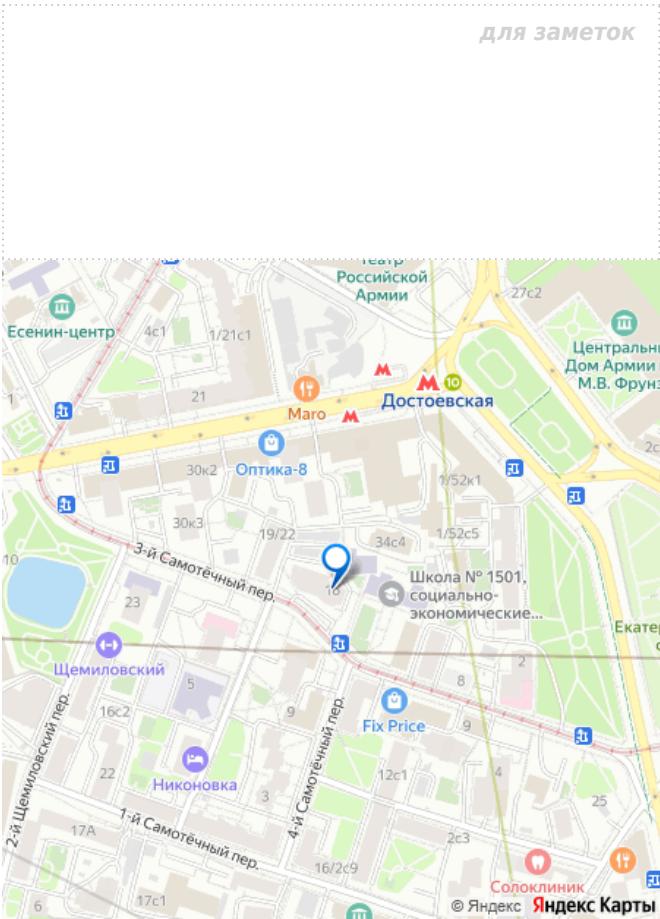 для заметок
Театр
Российской
Армии
27с2
Есенин-центр
4с1
1/21с1
Центральны
Дом Армии
М.В. Фрунз
21
1
Maro
10
Достоевская
Оптика-8
30к2
1/52к1
2с
30к3
19/22
34с4
1/52с5
10
3-й Самотёчный пер.
18
Школа № 1501,
социально-
экономические...
23
Екатер
Щемиловский
2
8
5
16с2
9
Fix Price
9
2-й Щемиловский пер.
4-й Самотёчный пер.
22
Никоновка
3
12с1
4
25
17А
1-й Самотёчный пер.
2с3
16/2с9
Солоклиник
6
17с1
© Яндекс Яндекс Карты